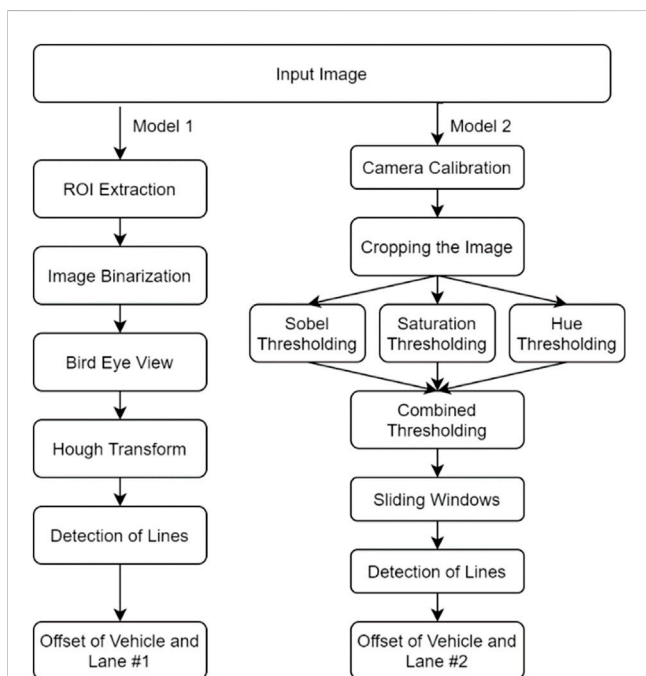 Input Image
Model 1
Model 2
ROI Extraction
Image Binarization
Bird Eye View
Hough Transform
Detection of Lines
Offset of Vehicle and
Lane #1
Camera Calibration
Cropping the Image
Sobel
Thresholding
Saturation
Thresholding
Hue
Thresholding
Combined
Thresholding
Sliding Windows
Detection of Lines
Offset of Vehicle and
Lane #2